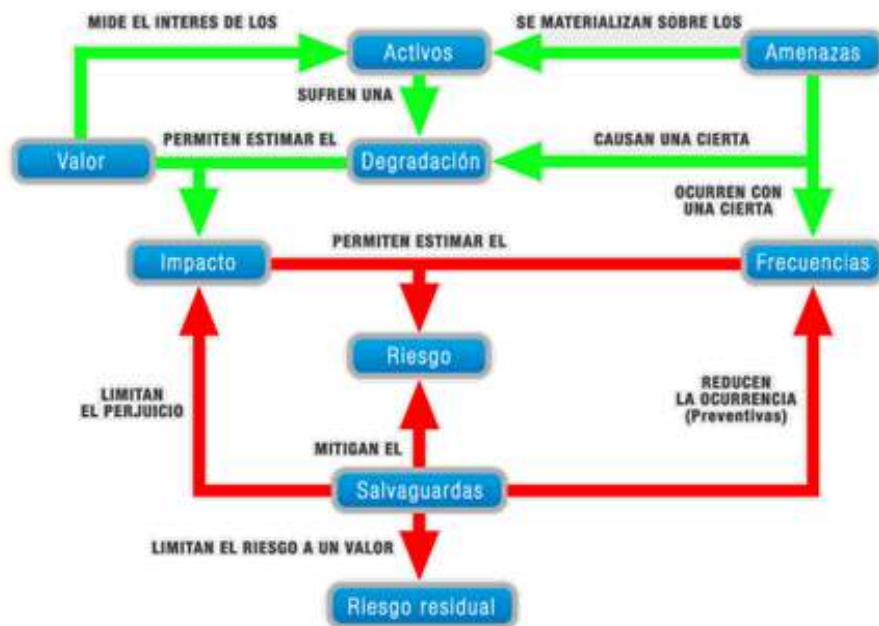 MIDE EL INTERES DE LOS
SE MATERIALIZAN SOBRE LOS
Activos
Amenazas
SUFREN UNA
PERMITEN ESTIMAR EL
CAUSAN UNA CIERTA
Valor
Degradación
OCURREN CON
UNA CIERTA
PERMITEN ESTIMAR EL
Impacto
Frecuencias
Riesgo
LIMITAN
EL PERJUICIO
REDUCEN
LA OCURRENCIA
(Preventivas)
MITIGAN EL
Salvaguardas
LIMITAN EL RIESGO A UN VALOR
Riesgo residual